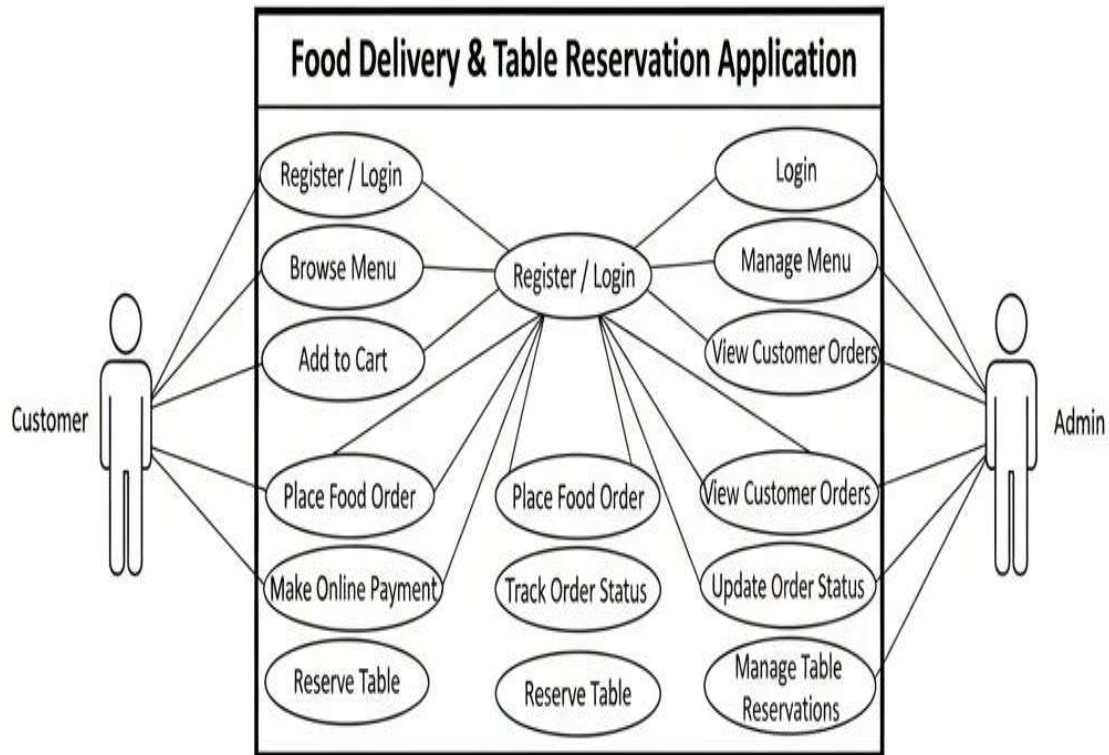 Food Delivery & Table Reservation Application
Register / Login
Login
Browse Menu
Register / Login
Manage Menu
Add to Cart
View Customer Orders
Customer
Admin
Place Food Order
Place Food Order
View Customer Orders
Make Online Payment
Track Order Status
Update Order Status
Reserve Table
Reserve Table
Manage Table
Reservations